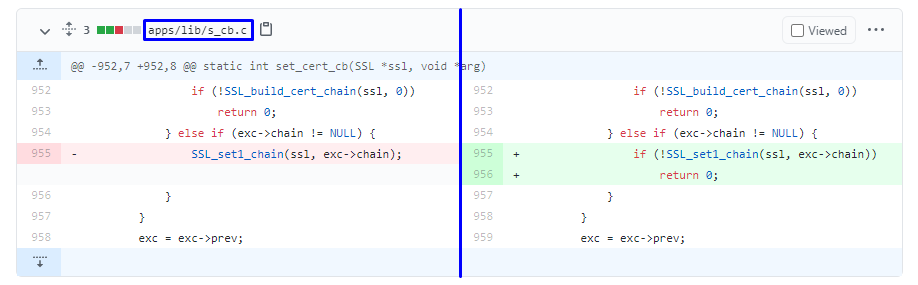 3 apps/lib/s_cb.c Viewed
@@ -952,7 +952,8 @@ static int set_cert_cb(SSL *ssl, void *arg)
952 if (!SSL_build_cert_chain(ssl, 0)) 952 if (!SSL_build_cert_chain(ssl, 0))
953 return 0; 953 return 0;
954 } else if (exc->chain != NULL) { 954 } else if (exc->chain != NULL) {
955 - SSL_set1_chain(ssl, exc->chain); 955 + if (!SSL_set1_chain(ssl, exc->chain))
956 + return 0;
956 } 957 }
957 } 958 }
958 exc = exc->prev; 959 exc = exc->prev;